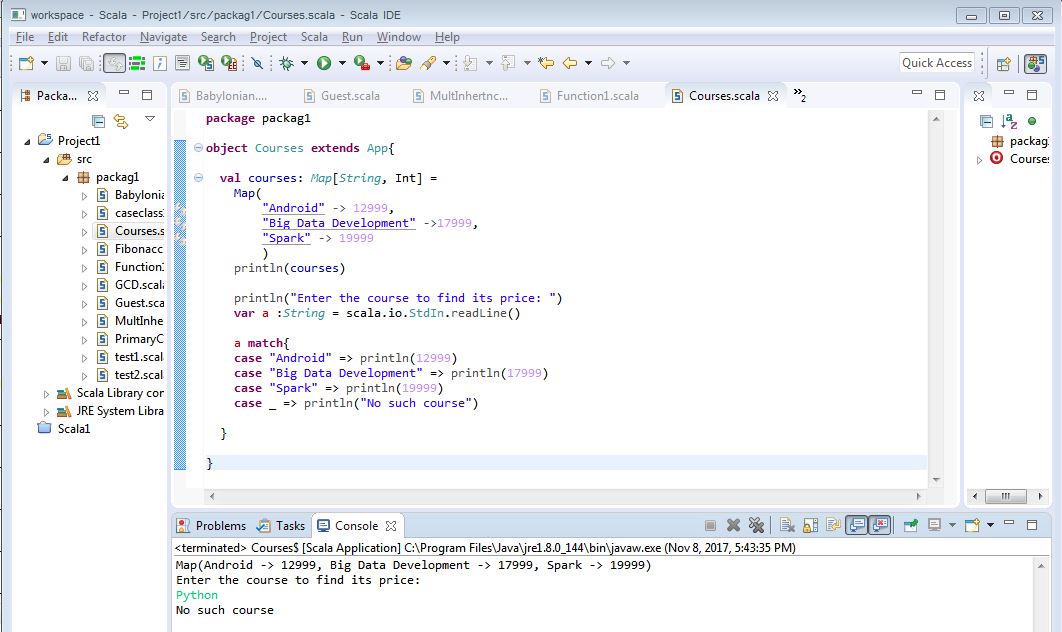 workspace - Scala - Project1/src/packag1/Courses.scala - Scala IDE
File Edit Refactor Navigate Search Project Scala Run Window Help
Quick Access
Packa...
Babylonian.... Guest.scala MultInhertnc... Function1.scala Courses.scala »2
Project1
src
packag1
Babylonia
caseclass
Courses.s
Fibonacc
Function1
GCD.scala
Guest.sca
MultInhe
PrimaryC
test1.scal
test2.scal
Scala Library con
JRE System Libra
Scala1
package packag1
object Courses extends App{
val courses: Map[String, Int] =
Map(
"Android" -> 12999,
"Big Data Development" ->17999,
"Spark" -> 19999
)
println(courses)
println("Enter the course to find its price: ")
var a :String = scala.io.StdIn.readLine()
a match{
case "Android" => println(12999)
case "Big Data Development" => println(17999)
case "Spark" => println(19999)
case _ => println("No such course")
}
}
packag
Courses
Problems Tasks Console
<terminated> Courses$ [Scala Application] C:\Program Files\Java\jre1.8.0_144\bin\javaw.exe (Nov 8, 2017, 5:43:35 PM)
Map(Android -> 12999, Big Data Development -> 17999, Spark -> 19999)
Enter the course to find its price:
Python
No such course